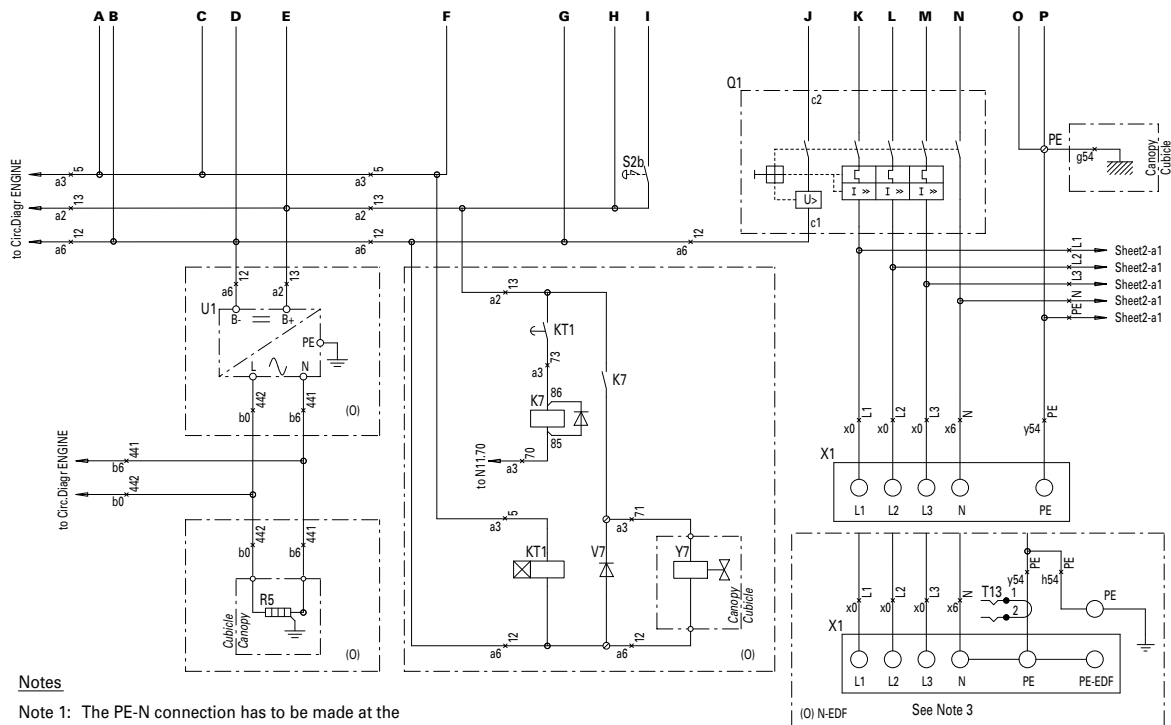 A B C D E F G H I J K L M N O P
Q1
c2
PE
g54
Canopy
Cubicle
S2b
to Circ.Diagr ENGINE
a3 5 a3 5
a2 13 a2 13
a6 12 a6 12 a6 12
U>
I >> I >> I >>
c1
L1 Sheet2-a1
L2 Sheet2-a1
L3 Sheet2-a1
N Sheet2-a1
PE Sheet2-a1
a6 12 a2 13
U1
B- B+
PE
L N
b0 442 b6 441
(O)
a2 13
KT1
a3 73
K7
K7
86
85
to N11.70
a3 70
to Circ.Diagr ENGINE
b6 441
b0 442
b0 442 b6 441
R5
Cubicle
Canopy
(O)
a3 5
KT1
V7
a3 71
Y7
Canopy
Cubicle
a6 12 a6 12
(O)
x0 L1 x0 L2 x0 L3 x6 N y54 PE
X1
L1 L2 L3 N PE
x0 L1 x0 L2 x0 L3 x6 N
y54 PE h54 PE
T13 1
2
PE
X1
L1 L2 L3 N PE PE-EDF
(O) N-EDF See Note 3
Notes
Note 1: The PE-N connection has to be made at the